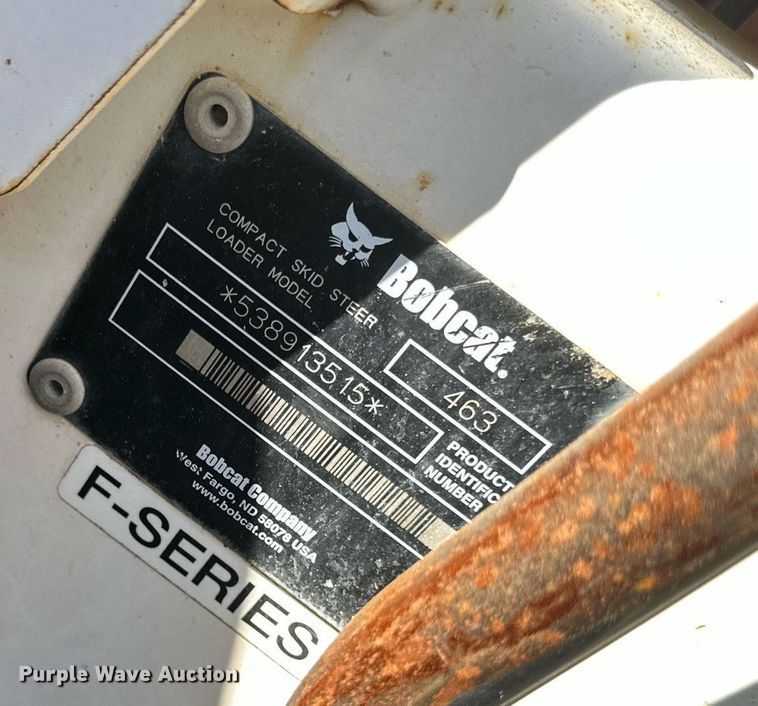 Bobcat.
COMPACT SKID STEER
LOADER MODEL
463
*538913515*
PRODUCT
NUMBER
Bobcat Company
West Fargo, ND 58078 USA
www.bobcat.com
F-SERIES
Purple Wave Auction